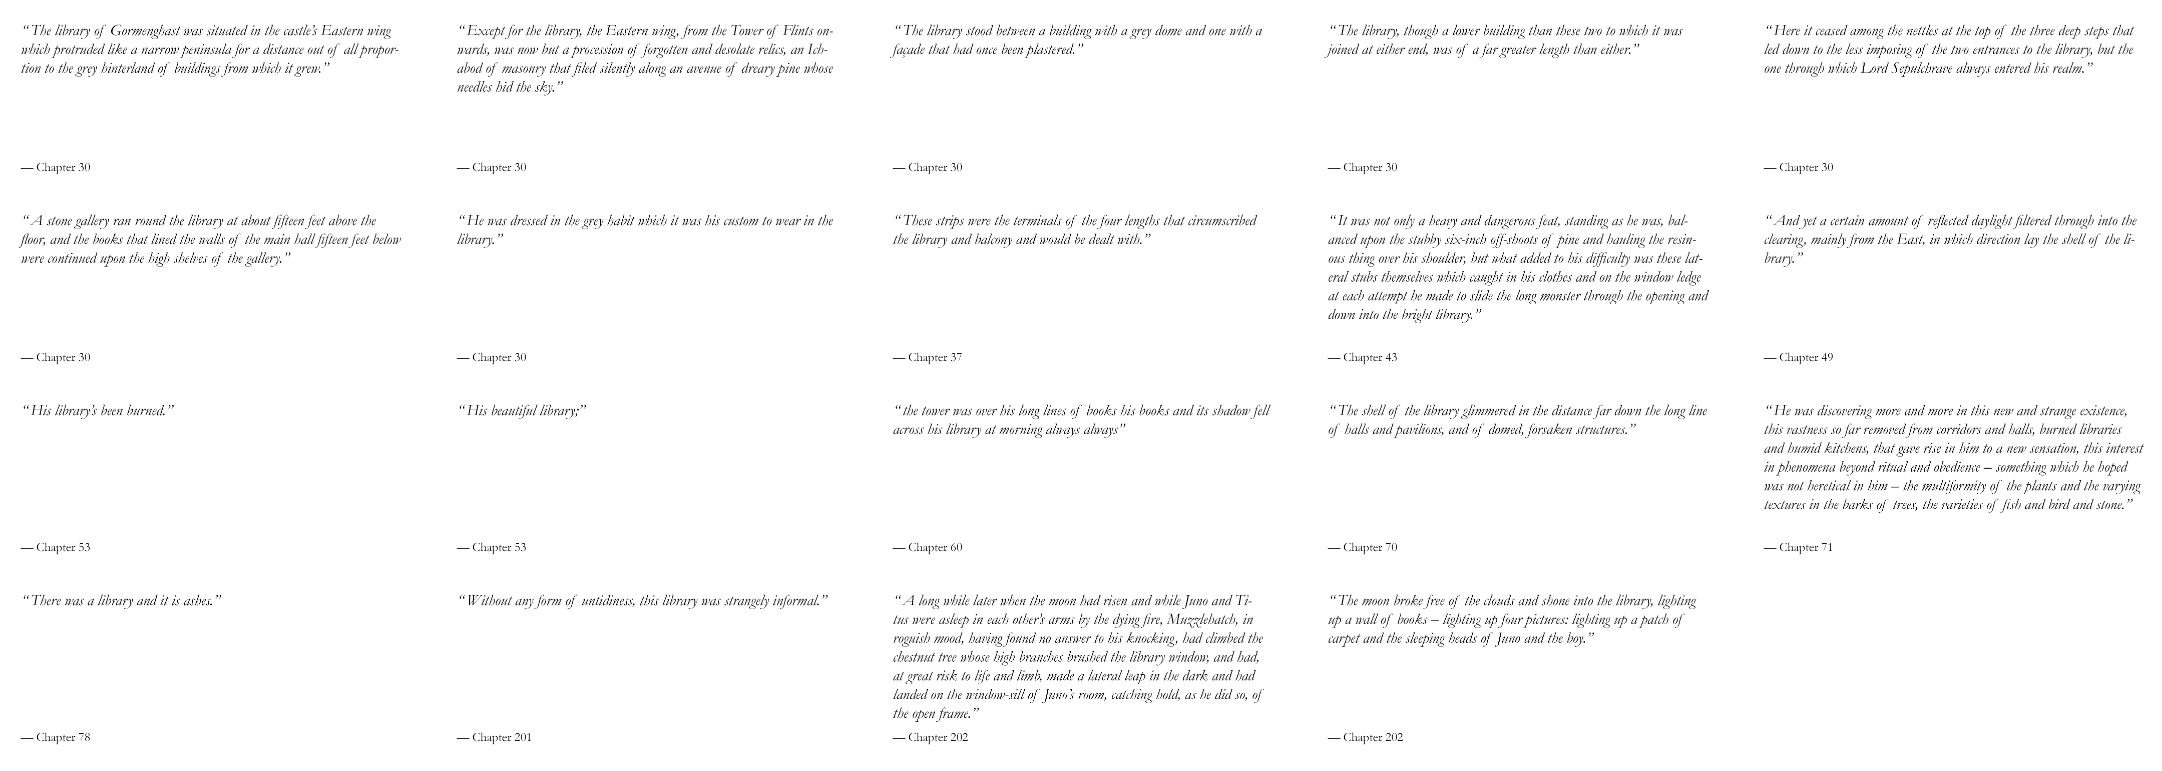 “The library of Gormenghast was situated in the castle’s Eastern wing
which protruded like a narrow peninsula for a distance out of all propor-
tion to the grey hinterland of buildings from which it grew.”
— Chapter 30
“Except for the library, the Eastern wing, from the Tower of Flints on-
wards, was now but a procession of forgotten and desolate relics, an Ich-
abod of masonry that filed silently along an avenue of dreary pine whose
needles hid the sky.”
— Chapter 30
“The library stood between a building with a grey dome and one with a
façade that had once been plastered.”
— Chapter 30
“The library, though a lower building than these two to which it was
joined at either end, was of a far greater length than either.”
— Chapter 30
“Here it ceased among the nettles at the top of the three deep steps that
led down to the less imposing of the two entrances to the library, but the
one through which Lord Sepulchrave always entered his realm.”
— Chapter 30
“A stone gallery ran round the library at about fifteen feet above the
floor, and the books that lined the walls of the main hall fifteen feet below
were continued upon the high shelves of the gallery.”
— Chapter 30
“He was dressed in the grey habit which it was his custom to wear in the
library.”
— Chapter 30
“These strips were the terminals of the four lengths that circumscribed
the library and balcony and would be dealt with.”
— Chapter 37
“It was not only a heavy and dangerous feat, standing as he was, bal-
anced upon the stubby six-inch off-shoots of pine and hauling the resin-
ous thing over his shoulder, but what added to his difficulty was these lat-
eral stubs themselves which caught in his clothes and on the window ledge
at each attempt he made to slide the long monster through the opening and
down into the bright library.”
— Chapter 43
“And yet a certain amount of reflected daylight filtered through into the
clearing, mainly from the East, in which direction lay the shell of the li-
brary.”
— Chapter 49
“His library’s been burned.”
— Chapter 53
“His beautiful library;”
— Chapter 53
“the tower was over his long lines of books his books and its shadow fell
across his library at morning always always”
— Chapter 60
“The shell of the library glimmered in the distance far down the long line
of halls and pavilions, and of domed, forsaken structures.”
— Chapter 70
“He was discovering more and more in this new and strange existence,
this vastness so far removed from corridors and halls, burned libraries
and humid kitchens, that gave rise in him to a new sensation, this interest
in phenomena beyond ritual and obedience – something which he hoped
was not heretical in him – the multiformity of the plants and the varying
textures in the barks of trees, the varieties of fish and bird and stone.”
— Chapter 71
“There was a library and it is ashes.”
— Chapter 78
“Without any form of untidiness, this library was strangely informal.”
— Chapter 201
“A long while later when the moon had risen and while Juno and Ti-
tus were asleep in each other’s arms by the dying fire, Muzzlehatch, in
roguish mood, having found no answer to his knocking, had climbed the
chestnut tree whose high branches brushed the library window, and had,
at great risk to life and limb, made a lateral leap in the dark and had
landed on the window-sill of Juno’s room, catching hold, as he did so, of
the open frame.”
— Chapter 202
“The moon broke free of the clouds and shone into the library, lighting
up a wall of books – lighting up four pictures: lighting up a patch of
carpet and the sleeping heads of Juno and the boy.”
— Chapter 202